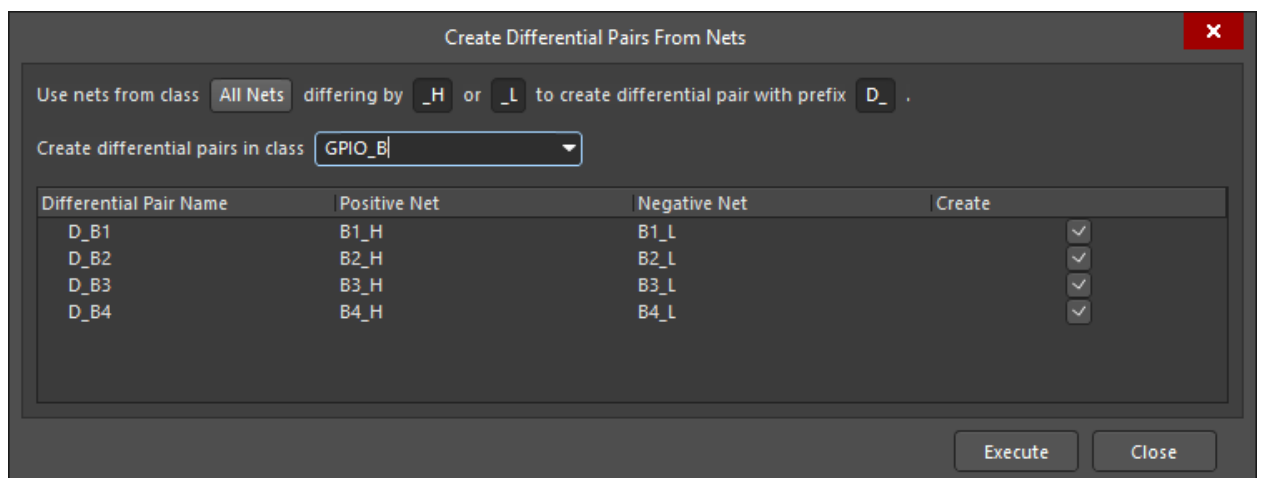 Create Differential Pairs From Nets
Use nets from class All Nets differing by _H or _L to create differential pair with prefix D_ .
Create differential pairs in class GPIO_B
Differential Pair Name Positive Net Negative Net Create
D_B1 B1_H B1_L
D_B2 B2_H B2_L
D_B3 B3_H B3_L
D_B4 B4_H B4_L
Execute Close